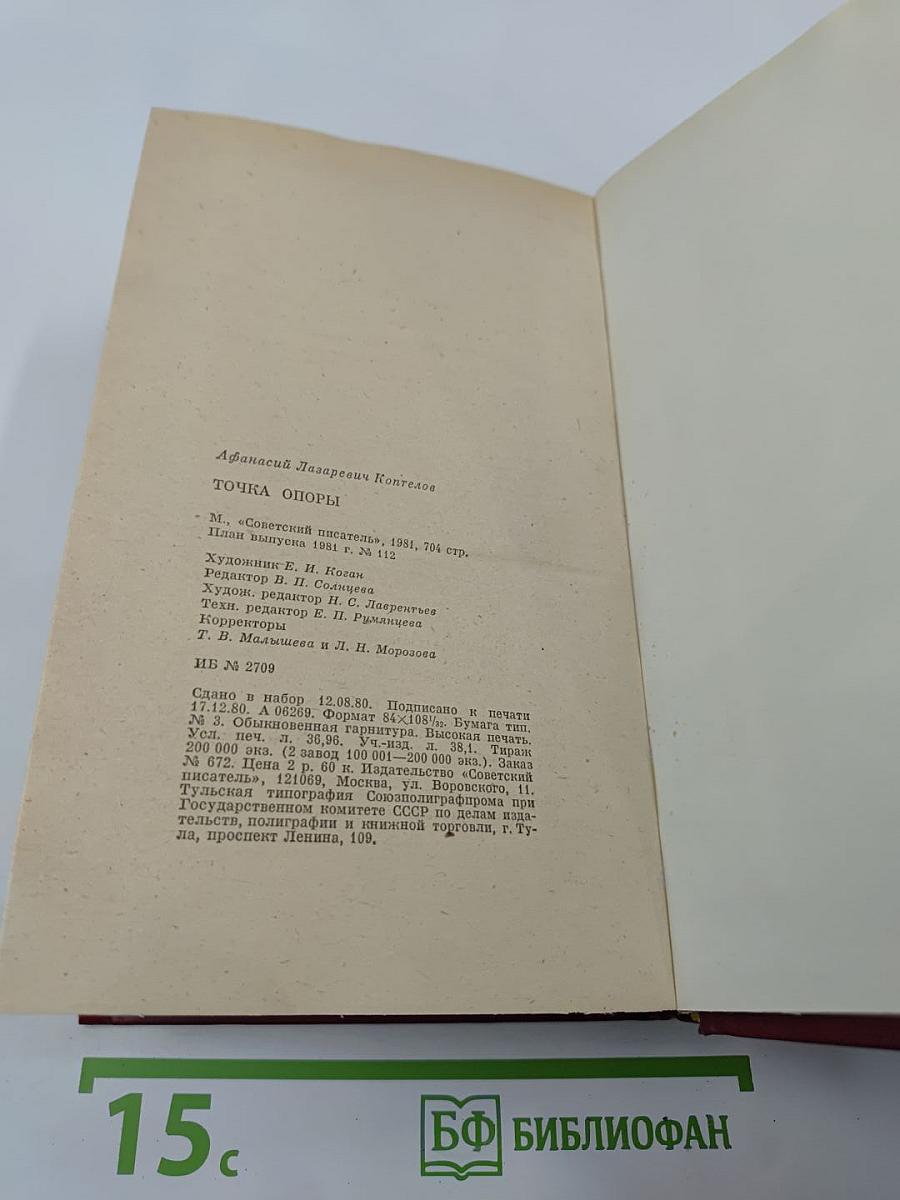 Афанасий Лазаревич Коптелов
ТОЧКА ОПОРЫ
М., «Советский писатель», 1981, 704 стр.
План выпуска 1981 г. № 112
Художник Е. И. Коган
Редактор В. П. Солнцева
Худож. редактор Н. С. Лаврентьев
Техн. редактор Е. П. Румянцева
Корректоры
Т. В. Малышева и Л. Н. Морозова
ИБ № 2709
Сдано в набор 12.08.80. Подписано к печати
17.12.80. А 06269. Формат 84×108¹/₃₂. Бумага тип.
№ 3. Обыкновенная гарнитура. Высокая печать.
Усл. печ. л. 36,96. Уч.-изд. л. 38,1. Тираж
200 000 экз. (2 завод 100 001—200 000 экз.). Заказ
№ 672. Цена 2 р. 60 к. Издательство «Советский
писатель», 121069, Москва, ул. Воровского, 11.
Тульская типография Союзполиграфпрома при
Государственном комитете СССР по делам изда-
тельств, полиграфии и книжной торговли, г. Ту-
ла, проспект Ленина, 109.
15 с
БФ БИБЛИОФАН